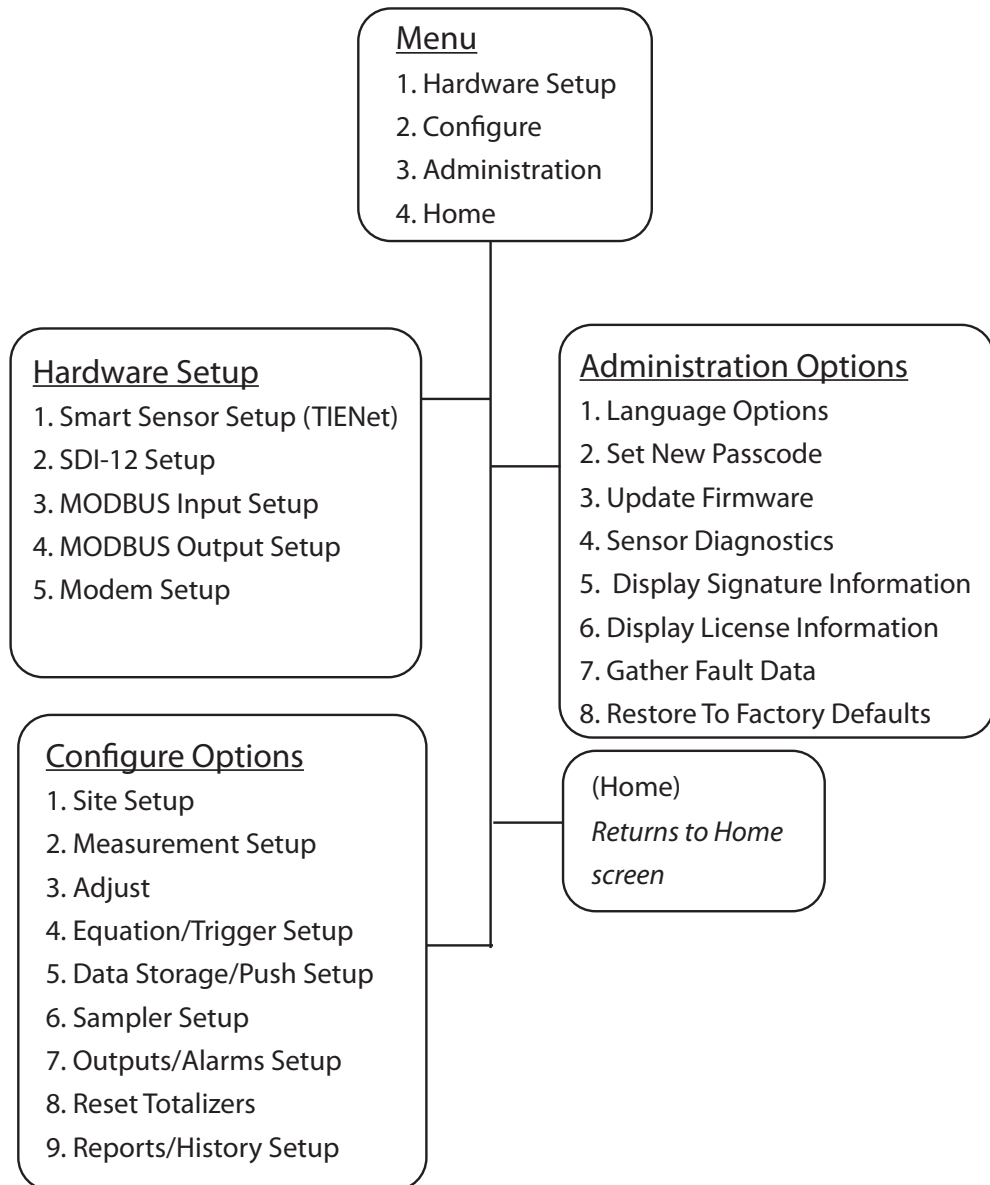 Menu
1. Hardware Setup
2. Configure
3. Administration
4. Home
Hardware Setup
1. Smart Sensor Setup (TIENet)
2. SDI-12 Setup
3. MODBUS Input Setup
4. MODBUS Output Setup
5. Modem Setup
Administration Options
1. Language Options
2. Set New Passcode
3. Update Firmware
4. Sensor Diagnostics
5. Display Signature Information
6. Display License Information
7. Gather Fault Data
8. Restore To Factory Defaults
Configure Options
1. Site Setup
2. Measurement Setup
3. Adjust
4. Equation/Trigger Setup
5. Data Storage/Push Setup
6. Sampler Setup
7. Outputs/Alarms Setup
8. Reset Totalizers
9. Reports/History Setup
(Home)
Returns to Home
screen